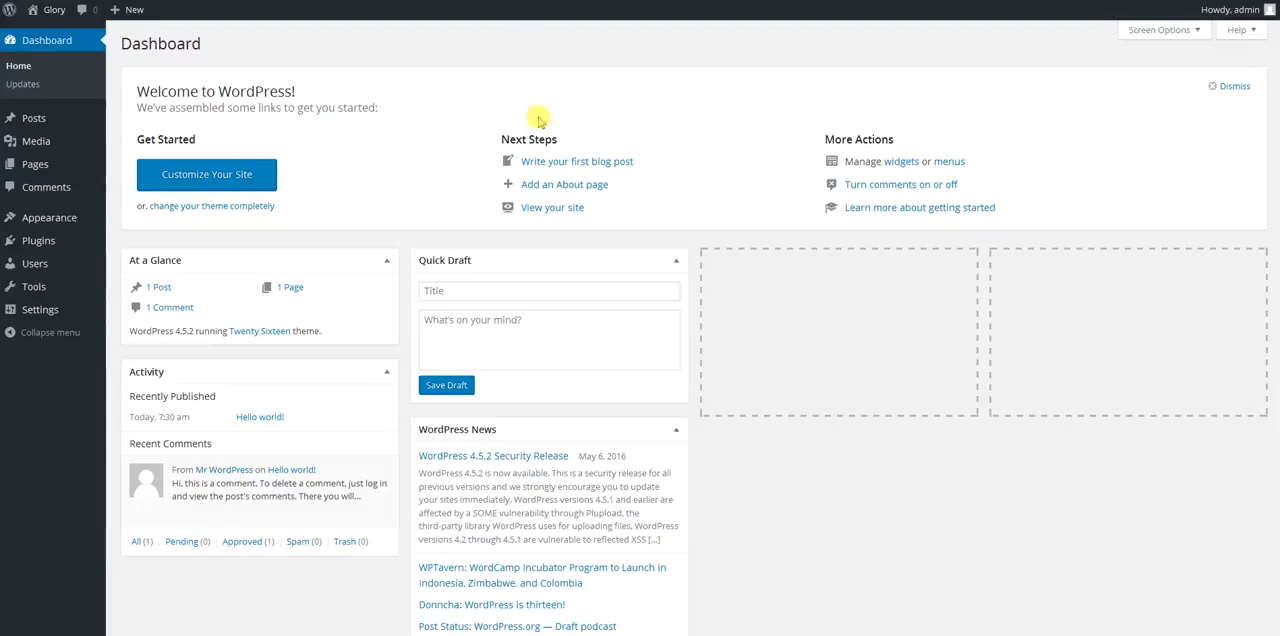 Glory 0 New Howdy, admin
Dashboard
Home
Updates
Posts
Media
Pages
Comments
Appearance
Plugins
Users
Tools
Settings
Collapse menu
Screen Options Help
Dashboard
Welcome to WordPress!
We've assembled some links to get you started:
Dismiss
Get Started
Customize Your Site
or, change your theme completely
Next Steps
Write your first blog post
Add an About page
View your site
More Actions
Manage widgets or menus
Turn comments on or off
Learn more about getting started
At a Glance
1 Post 1 Page
1 Comment
WordPress 4.5.2 running Twenty Sixteen theme.
Activity
Recently Published
Today, 7:30 am Hello world!
Recent Comments
From Mr WordPress on Hello world!
Hi, this is a comment. To delete a comment, just log in
and view the post's comments. There you will...
All (1) Pending (0) Approved (1) Spam (0) Trash (0)
Quick Draft
Title
What's on your mind?
Save Draft
WordPress News
WordPress 4.5.2 Security Release May 6, 2016
WordPress 4.5.2 is now available. This is a security release for all
previous versions and we strongly encourage you to update
your sites immediately. WordPress versions 4.5.1 and earlier are
affected by a SOME vulnerability through Plupload, the
third-party library WordPress uses for uploading files. WordPress
versions 4.2 through 4.5.1 are vulnerable to reflected XSS [...]
WPTavern: WordCamp Incubator Program to Launch in
Indonesia, Zimbabwe, and Colombia
Donncha: WordPress is thirteen!
Post Status: WordPress.org — Draft podcast